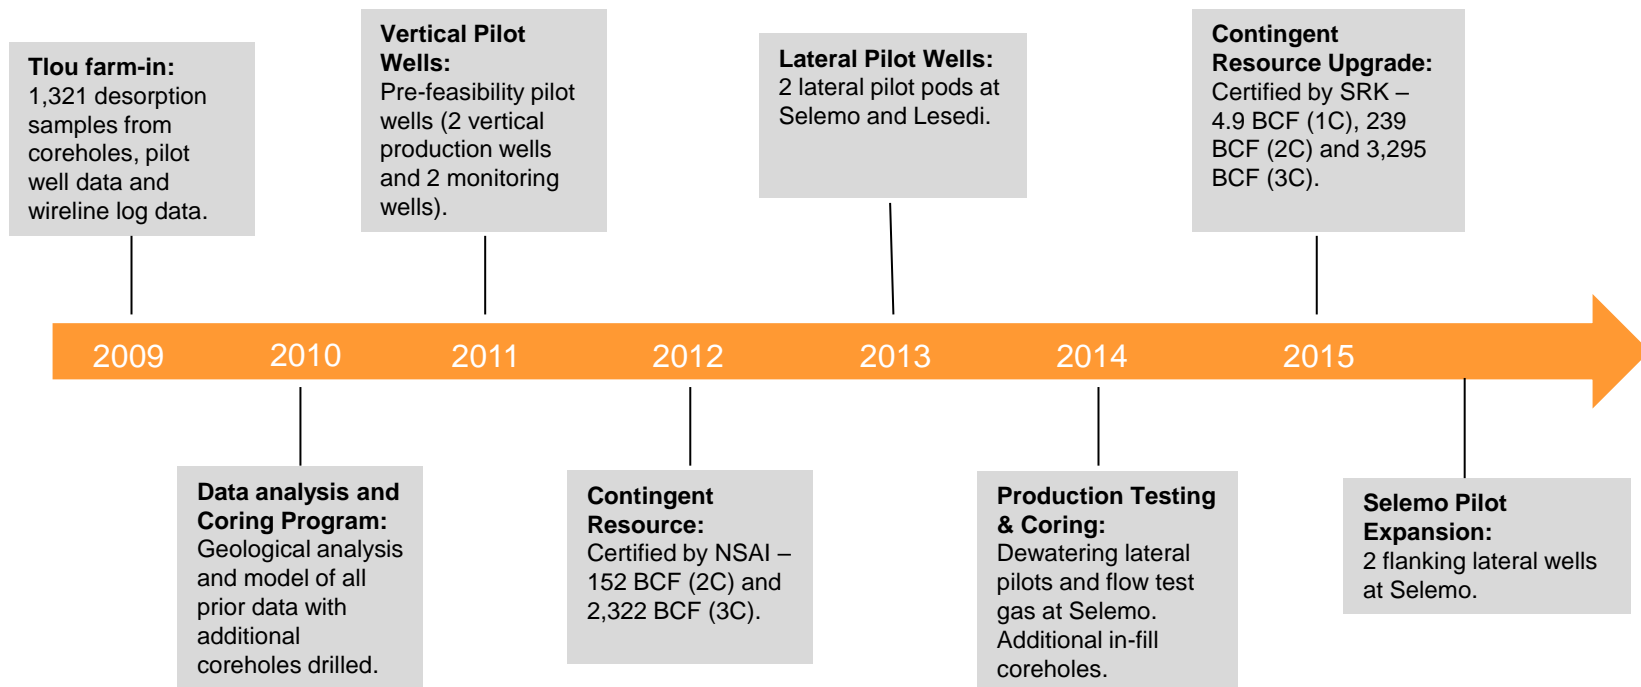 Tlou farm-in:
1,321 desorption
samples from
coreholes, pilot
well data and
wireline log data.
Vertical Pilot
Wells:
Pre-feasibility pilot
wells (2 vertical
production wells
and 2 monitoring
wells).
Lateral Pilot Wells:
2 lateral pilot pods at
Selemo and Lesedi.
Contingent
Resource Upgrade:
Certified by SRK –
4.9 BCF (1C), 239
BCF (2C) and 3,295
BCF (3C).
2009 2010 2011 2012 2013 2014 2015
Data analysis and
Coring Program:
Geological analysis
and model of all
prior data with
additional
coreholes drilled.
Contingent
Resource:
Certified by NSAI –
152 BCF (2C) and
2,322 BCF (3C).
Production Testing
& Coring:
Dewatering lateral
pilots and flow test
gas at Selemo.
Additional in-fill
coreholes.
Selemo Pilot
Expansion:
2 flanking lateral wells
at Selemo.